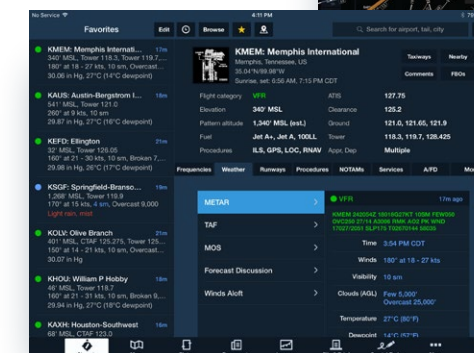 No Service
4:11 PM
Favorites
Edit
Browse
Search for airport, tail, city
KMEM: Memphis Internati... 17m
340' MSL, Tower 118.3, Tower 119.7,...
180° at 18 - 27 kts, 10 sm, Overcast...
30.06 in Hg, 27°C (14°C dewpoint)
KAUS: Austin-Bergstrom I... 18m
541' MSL, Tower 121.0
260° at 9 kts, 10 sm
29.87 in Hg, 27°C (16°C dewpoint)
KEFD: Ellington 21m
32' MSL, Tower 126.05
160° at 21 - 30 kts, 10 sm, Broken 7,...
29.98 in Hg, 26°C (17°C dewpoint)
KSGF: Springfield-Branso... 19m
1,268' MSL, Tower 119.9
170° at 15 kts, 4 sm, Overcast 9,000
Light rain, mist
KOLV: Olive Branch 21m
401' MSL, CTAF 125.275, Tower 125...
150° at 14 - 21 kts, 10 sm, Overcast...
30.07 in Hg
KHOU: William P Hobby 18m
46' MSL, Tower 118.7
160° at 21 - 31 kts, 10 sm, Broken...
29.94 in Hg, 27°C (18°C dewpoint)
KAXH: Houston-Southwest 16m
68' MSL, CTAF 123.0
KMEM: Memphis International
Memphis, Tennessee, US
35.04°N/89.98°W
Sunrise, set: 6:56 AM, 7:15 PM CDT
Taxiways
Nearby
Comments
FBOs
Flight category VFR ATIS 127.75
Elevation 340' MSL Clearance 125.2
Pattern altitude 1,340' MSL (est.) Ground 121.0, 121.65, 121.9
Fuel Jet A+, Jet A, 100LL Tower 118.3, 119.7, 128.425
Procedures ILS, GPS, LOC, RNAV App, Dep Multiple
Frequencies Weather Runways Procedures NOTAMs Services A/FD
METAR
TAF
MOS
Forecast Discussion
Winds Aloft
VFR 17m ago
Time 3:54 PM CDT
Winds 180° at 18 - 27 kts
Visibility 10 sm
Clouds (AGL) Few 5,000'
Overcast 25,000'
Temperature 27°C (80°F)
Dewpoint 14°C (57°F)